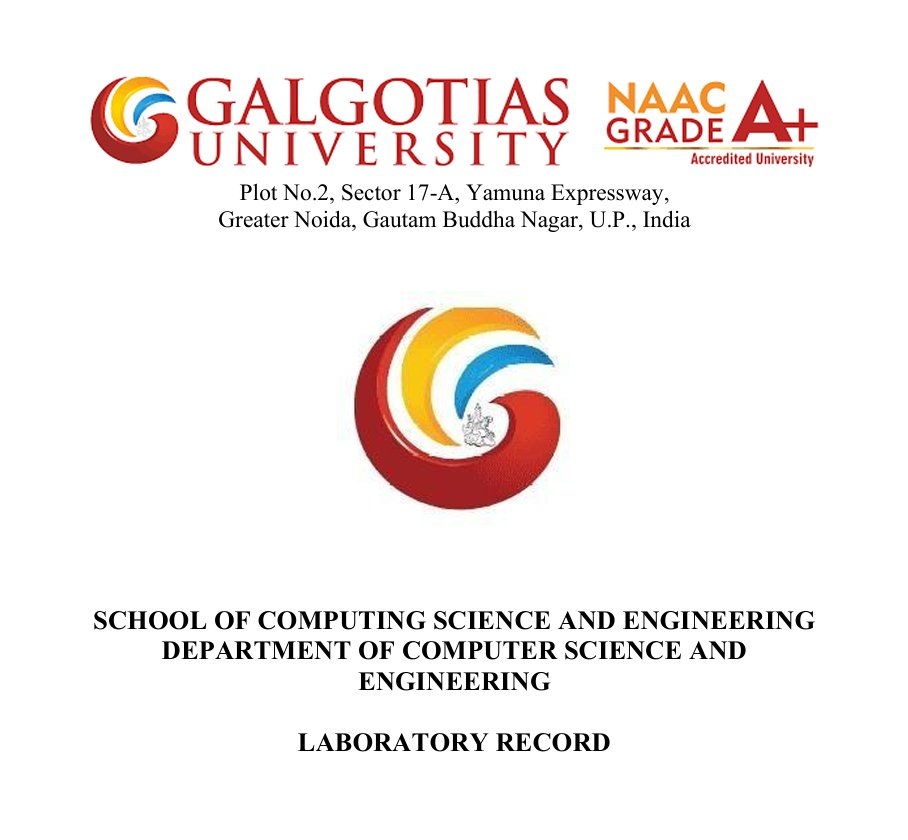 GALGOTIAS
UNIVERSITY
NAAC
GRADE A+
Accredited University
Plot No.2, Sector 17-A, Yamuna Expressway,
Greater Noida, Gautam Buddha Nagar, U.P., India
SCHOOL OF COMPUTING SCIENCE AND ENGINEERING
DEPARTMENT OF COMPUTER SCIENCE AND
ENGINEERING
LABORATORY RECORD